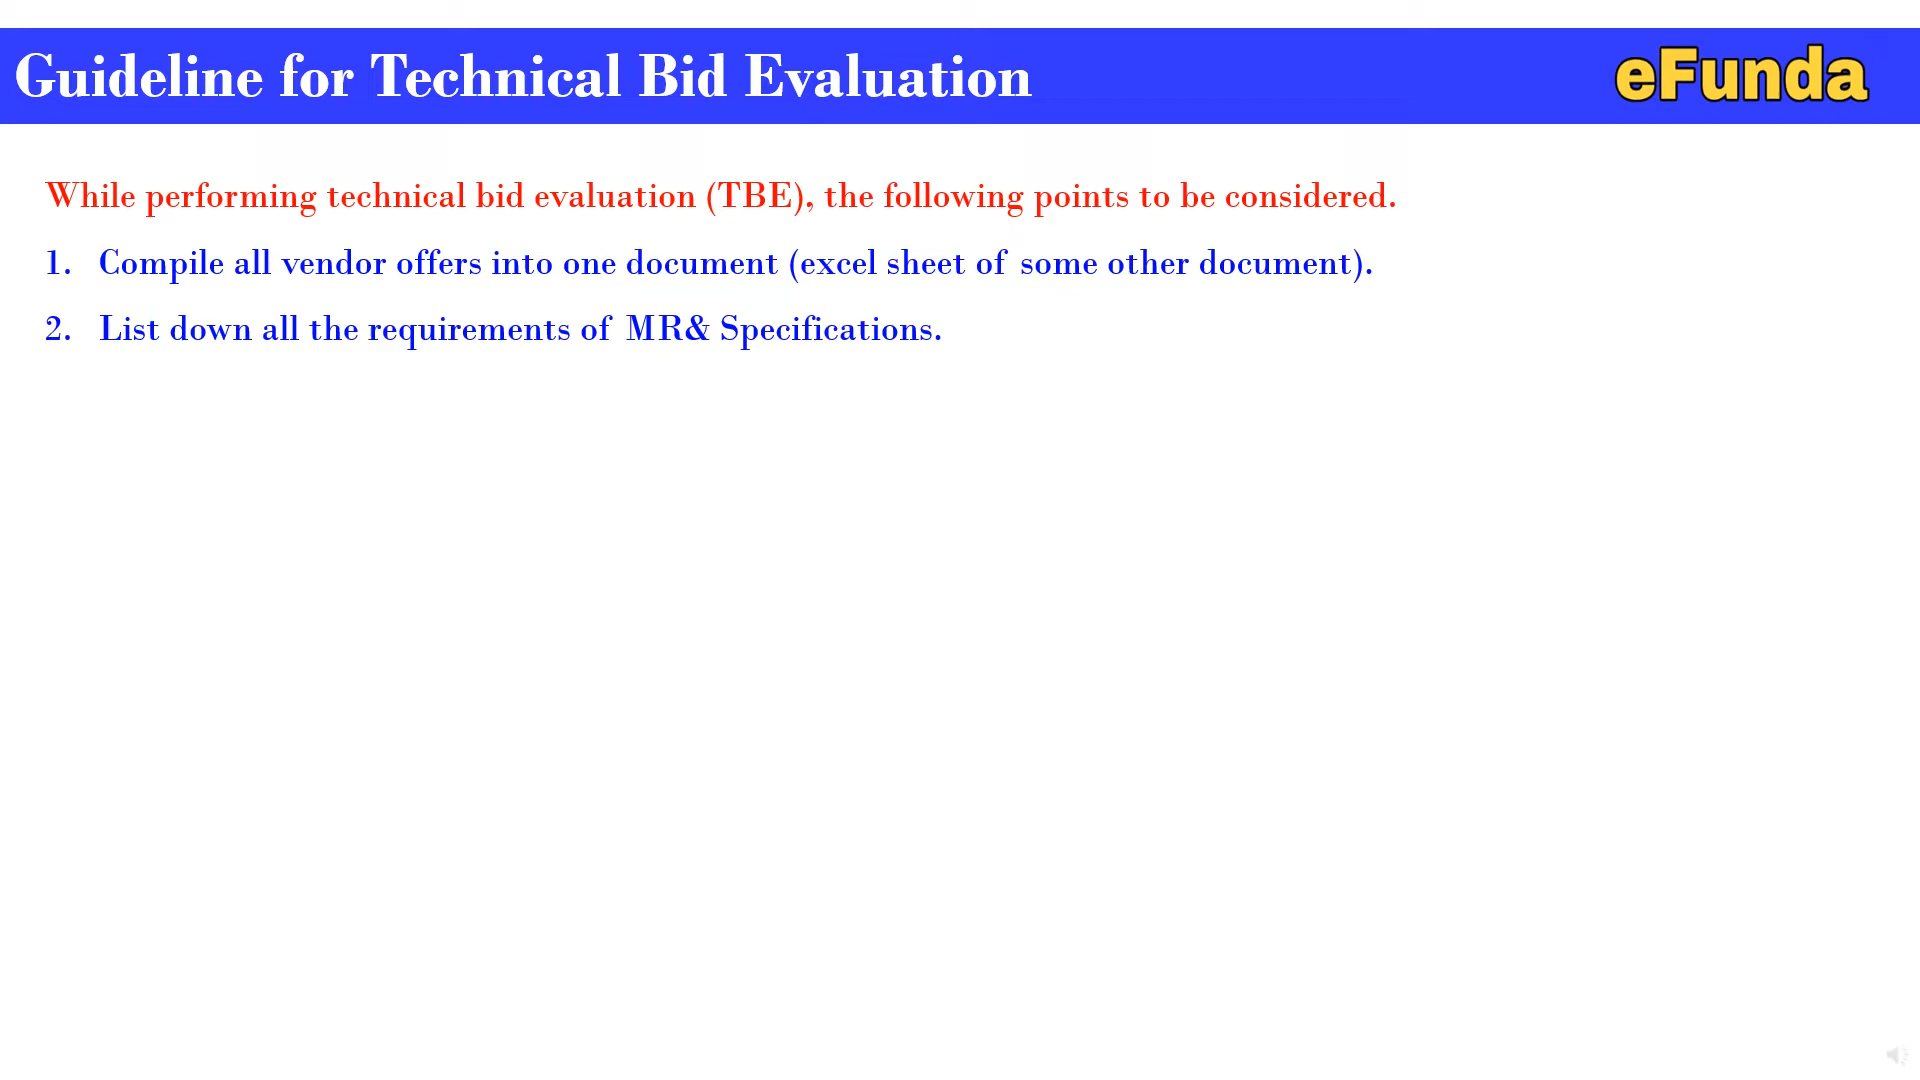 Guideline for Technical Bid Evaluation
eFunda
While performing technical bid evaluation (TBE), the following points to be considered.
1. Compile all vendor offers into one document (excel sheet of some other document).
2. List down all the requirements of MR& Specifications.